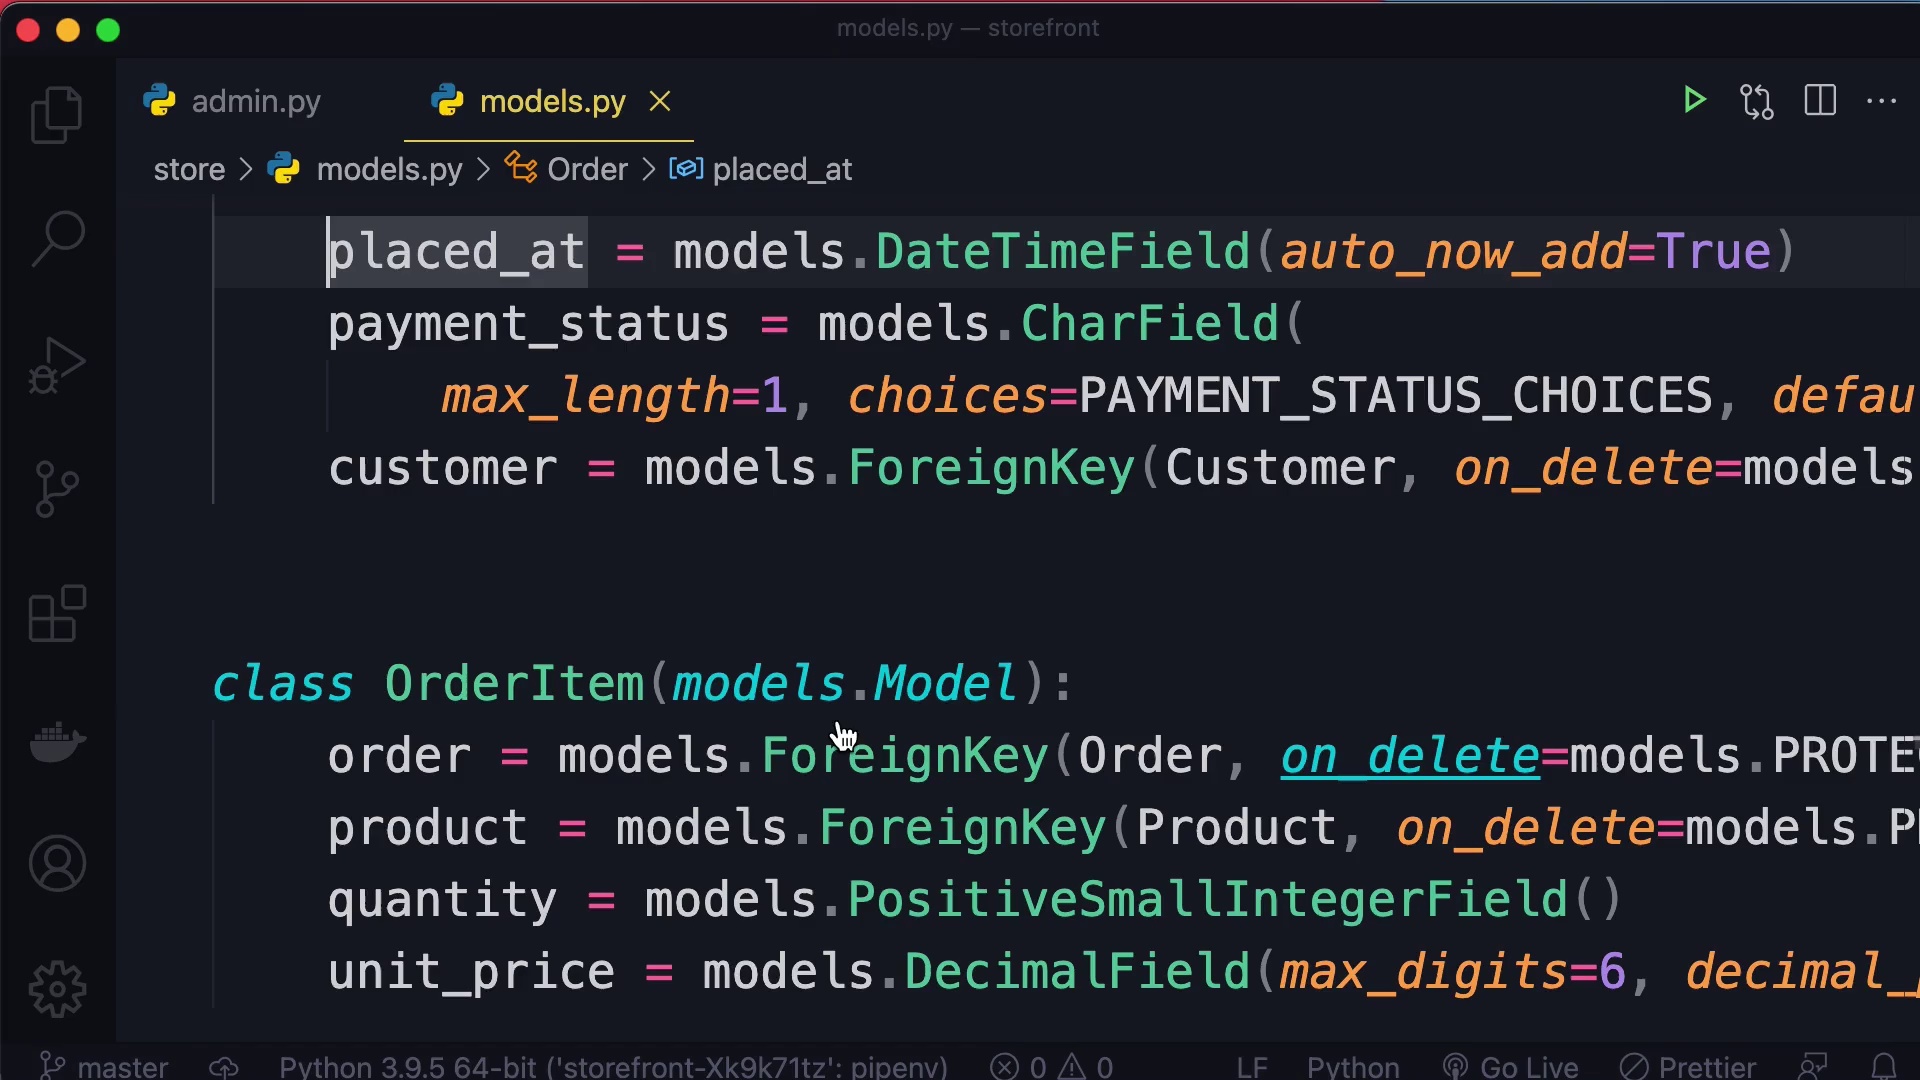 models.py — storefront
admin.py models.py
store > models.py > Order > placed_at
placed_at = models.DateTimeField(auto_now_add=True)
payment_status = models.CharField(
max_length=1, choices=PAYMENT_STATUS_CHOICES, defau
customer = models.ForeignKey(Customer, on_delete=models
class OrderItem(models.Model):
order = models.ForeignKey(Order, on_delete=models.PROTE
product = models.ForeignKey(Product, on_delete=models.P
quantity = models.PositiveSmallIntegerField()
unit_price = models.DecimalField(max_digits=6, decimal_
master Python 3.9.5 64-bit ('storefront-Xk9k71tz': pipenv) 0 0 LF Python Go Live Prettier